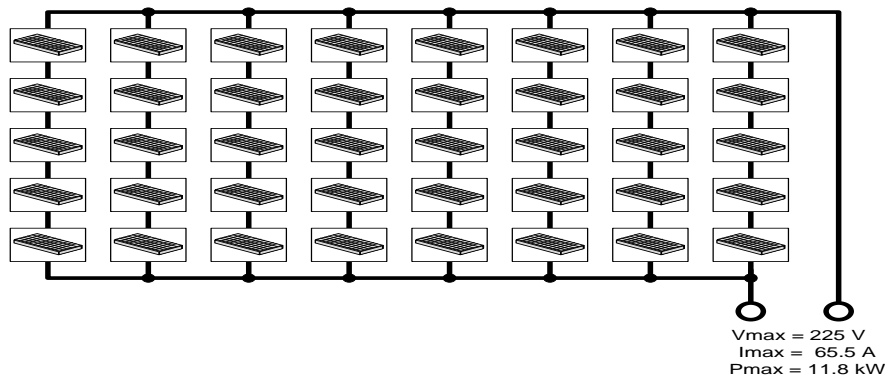 Vmax = 225 V
Imax = 65.5 A
Pmax = 11.8 kW